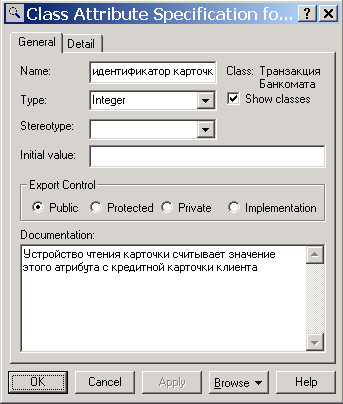 Class Attribute Specification fo...
General Detail
Name: идентификатор карточк Class: Транзакция
Банкомата
Type: Integer Show classes
Stereotype:
Initial value:
Export Control
Public Protected Private Implementation
Documentation:
Устройство чтения карточки считывает значение
этого атрибута с кредитной карточки клиента
OK Cancel Apply Browse Help